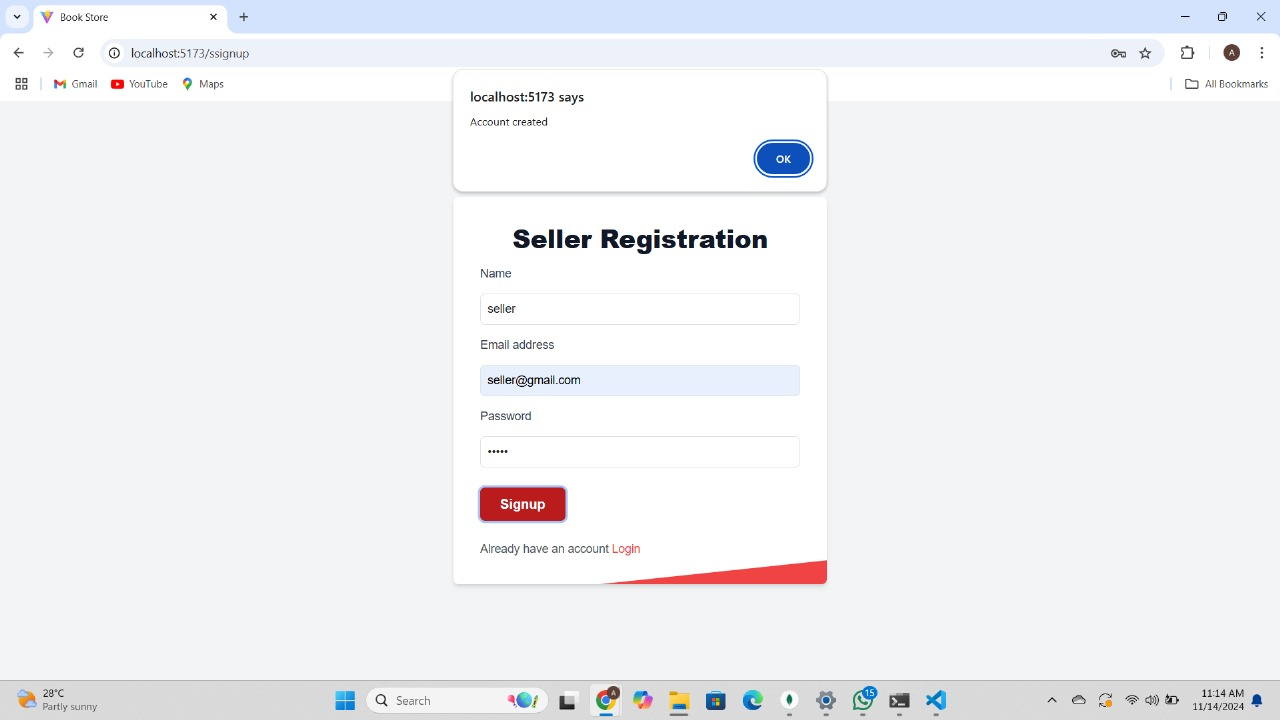 Book Store
localhost:5173/ssignup
A
Gmail
YouTube
Maps
All Bookmarks
localhost:5173 says
Account created
OK
Seller Registration
Name
seller
Email address
seller@gmail.com
Password
•••••
Signup
Already have an account Login
28°C
Partly sunny
Search
A
15
11:14 AM
11/14/2024